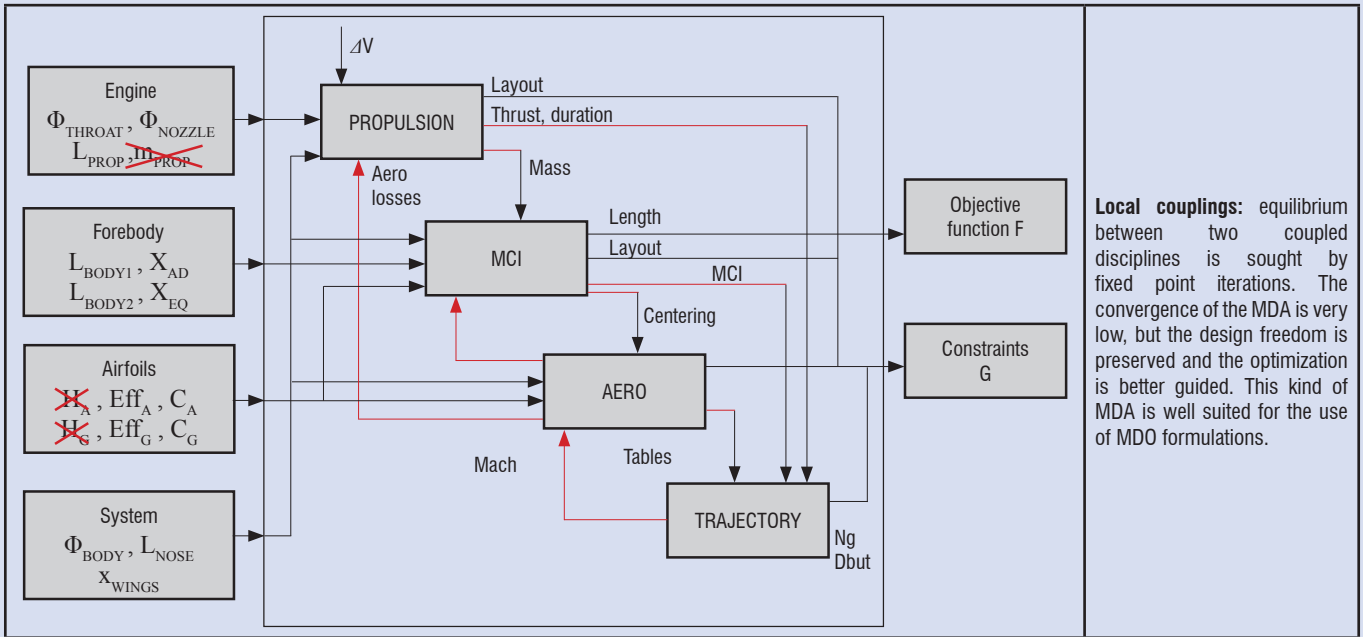 ΔV
Engine
Φ_THROAT , Φ_NOZZLE
L_PROP , m_PROP
PROPULSION
Layout
Thrust, duration
Aero
losses
Mass
Forebody
L_BODY1 , X_AD
L_BODY2 , X_EQ
MCI
Length
Layout
MCI
Centering
Objective
function F
Airfoils
H_A , Eff_A , C_A
H_G , Eff_G , C_G
AERO
Constraints
G
Mach
Tables
System
Φ_BODY , L_NOSE
x_WINGS
TRAJECTORY
Ng
Dbut
Local couplings: equilibrium
between two coupled
disciplines is sought by
fixed point iterations. The
convergence of the MDA is very
low, but the design freedom is
preserved and the optimization
is better guided. This kind of
MDA is well suited for the use
of MDO formulations.